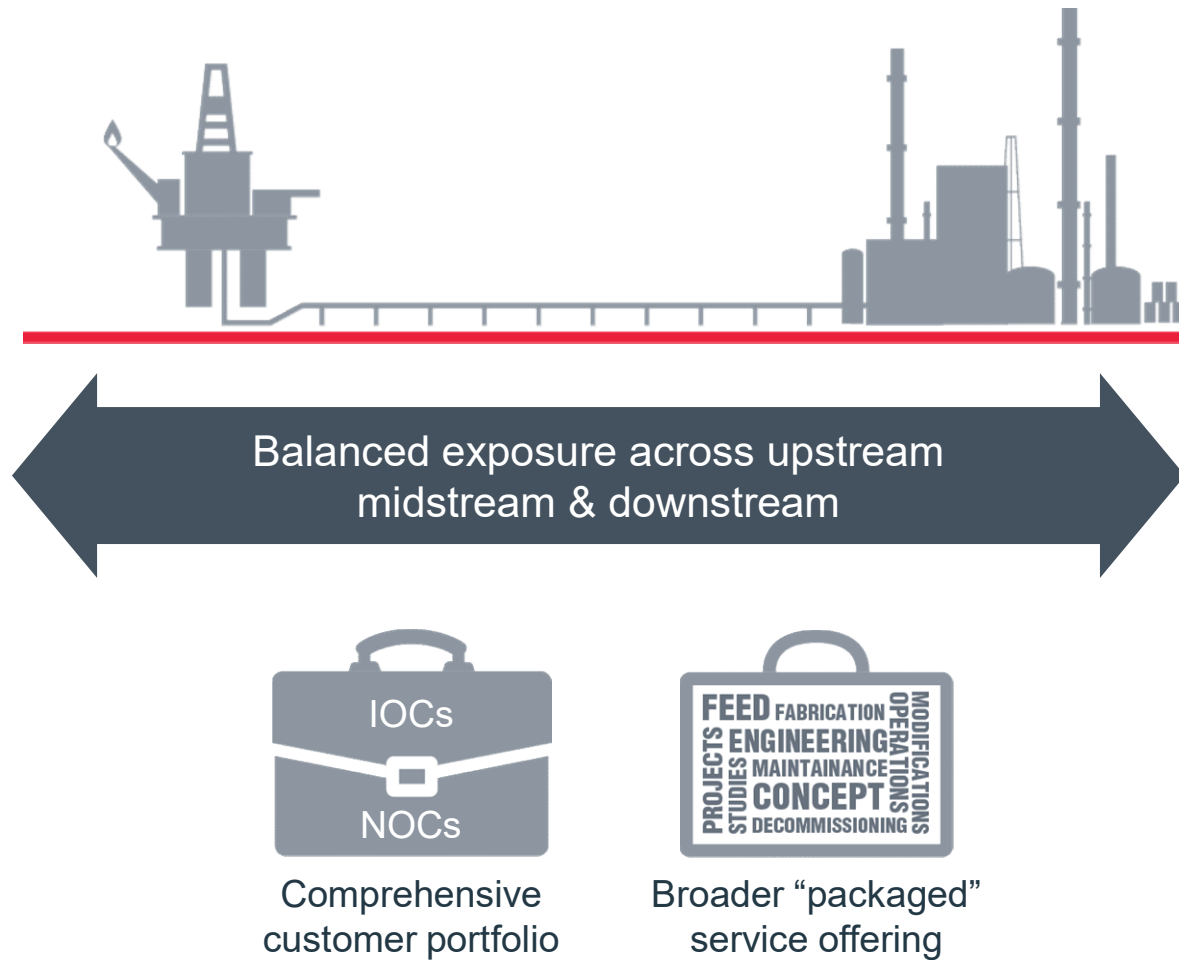 Balanced exposure across upstream
midstream & downstream
IOCs
NOCs
PROJECTS
STUDIES
FEED
FABRICATION
ENGINEERING
MAINTAINANCE
CONCEPT
DECOMMISSIONING
OPERATIONS
MODIFICATIONS
Comprehensive
customer portfolio
Broader “packaged”
service offering